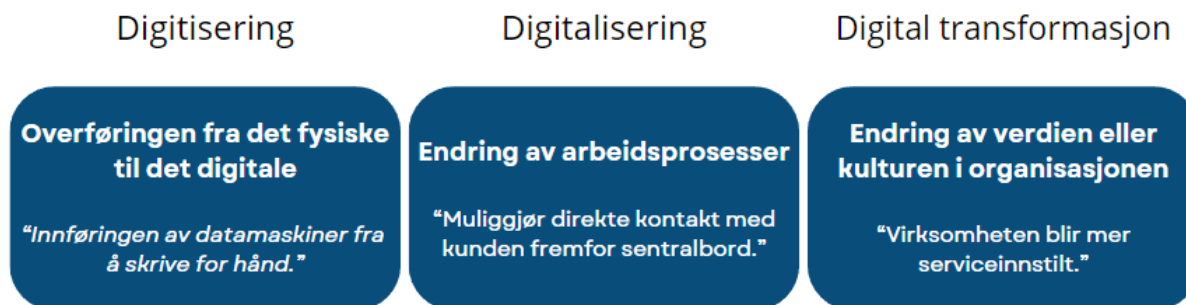 Digitisering
Digitalisering
Digital transformasjon
Overføringen fra det fysiske
til det digitale
“Innføringen av datamaskiner fra
å skrive for hånd.”
Endring av arbeidsprosesser
“Muliggjør direkte kontakt med
kunden fremfor sentralbord.”
Endring av verdien eller
kulturen i organisasjonen
“Virksomheten blir mer
serviceinnstilt.”